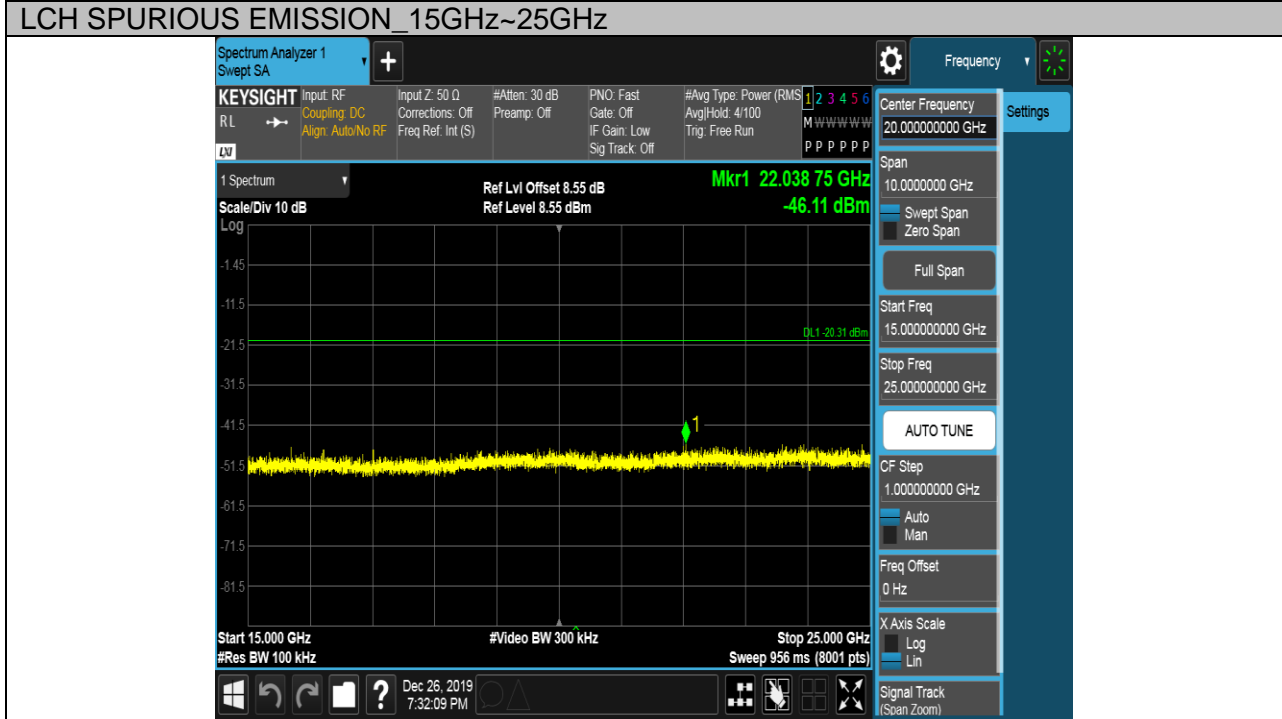 LCH SPURIOUS EMISSION_15GHz~25GHz
Spectrum Analyzer 1
Swept SA
Frequency
KEYSIGHT
RL
LXI
Input: RF
Coupling: DC
Align: Auto/No RF
Input Z: 50 Ω
Corrections: Off
Freq Ref: Int (S)
#Atten: 30 dB
Preamp: Off
PNO: Fast
Gate: Off
IF Gain: Low
Sig Track: Off
#Avg Type: Power (RMS
Avg|Hold: 4/100
Trig: Free Run
1 2 3 4 5 6
M W W W W W
P P P P P P
1 Spectrum
Scale/Div 10 dB
Log
Ref Lvl Offset 8.55 dB
Ref Level 8.55 dBm
Mkr1 22.038 75 GHz
-46.11 dBm
-1.45
-11.5
DL1 -20.31 dBm
-21.5
-31.5
-41.5
1
-51.5
-61.5
-71.5
-81.5
Start 15.000 GHz
#Res BW 100 kHz
#Video BW 300 kHz
Stop 25.000 GHz
Sweep 956 ms (8001 pts)
Dec 26, 2019
7:32:09 PM
Center Frequency
20.000000000 GHz
Settings
Span
10.0000000 GHz
Swept Span
Zero Span
Full Span
Start Freq
15.000000000 GHz
Stop Freq
25.000000000 GHz
AUTO TUNE
CF Step
1.000000000 GHz
Auto
Man
Freq Offset
0 Hz
X Axis Scale
Log
Lin
Signal Track
(Span Zoom)